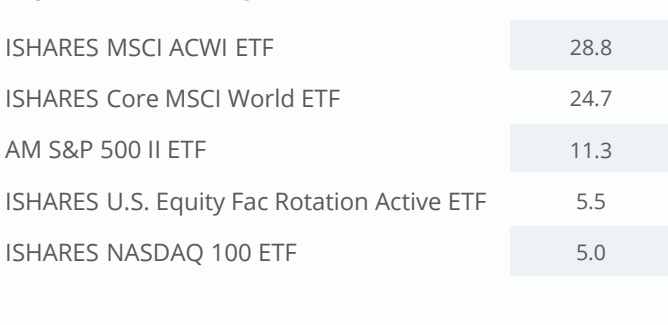 ISHARES MSCI ACWI ETF 28.8
ISHARES Core MSCI World ETF 24.7
AM S&P 500 II ETF 11.3
ISHARES U.S. Equity Fac Rotation Active ETF 5.5
ISHARES NASDAQ 100 ETF 5.0